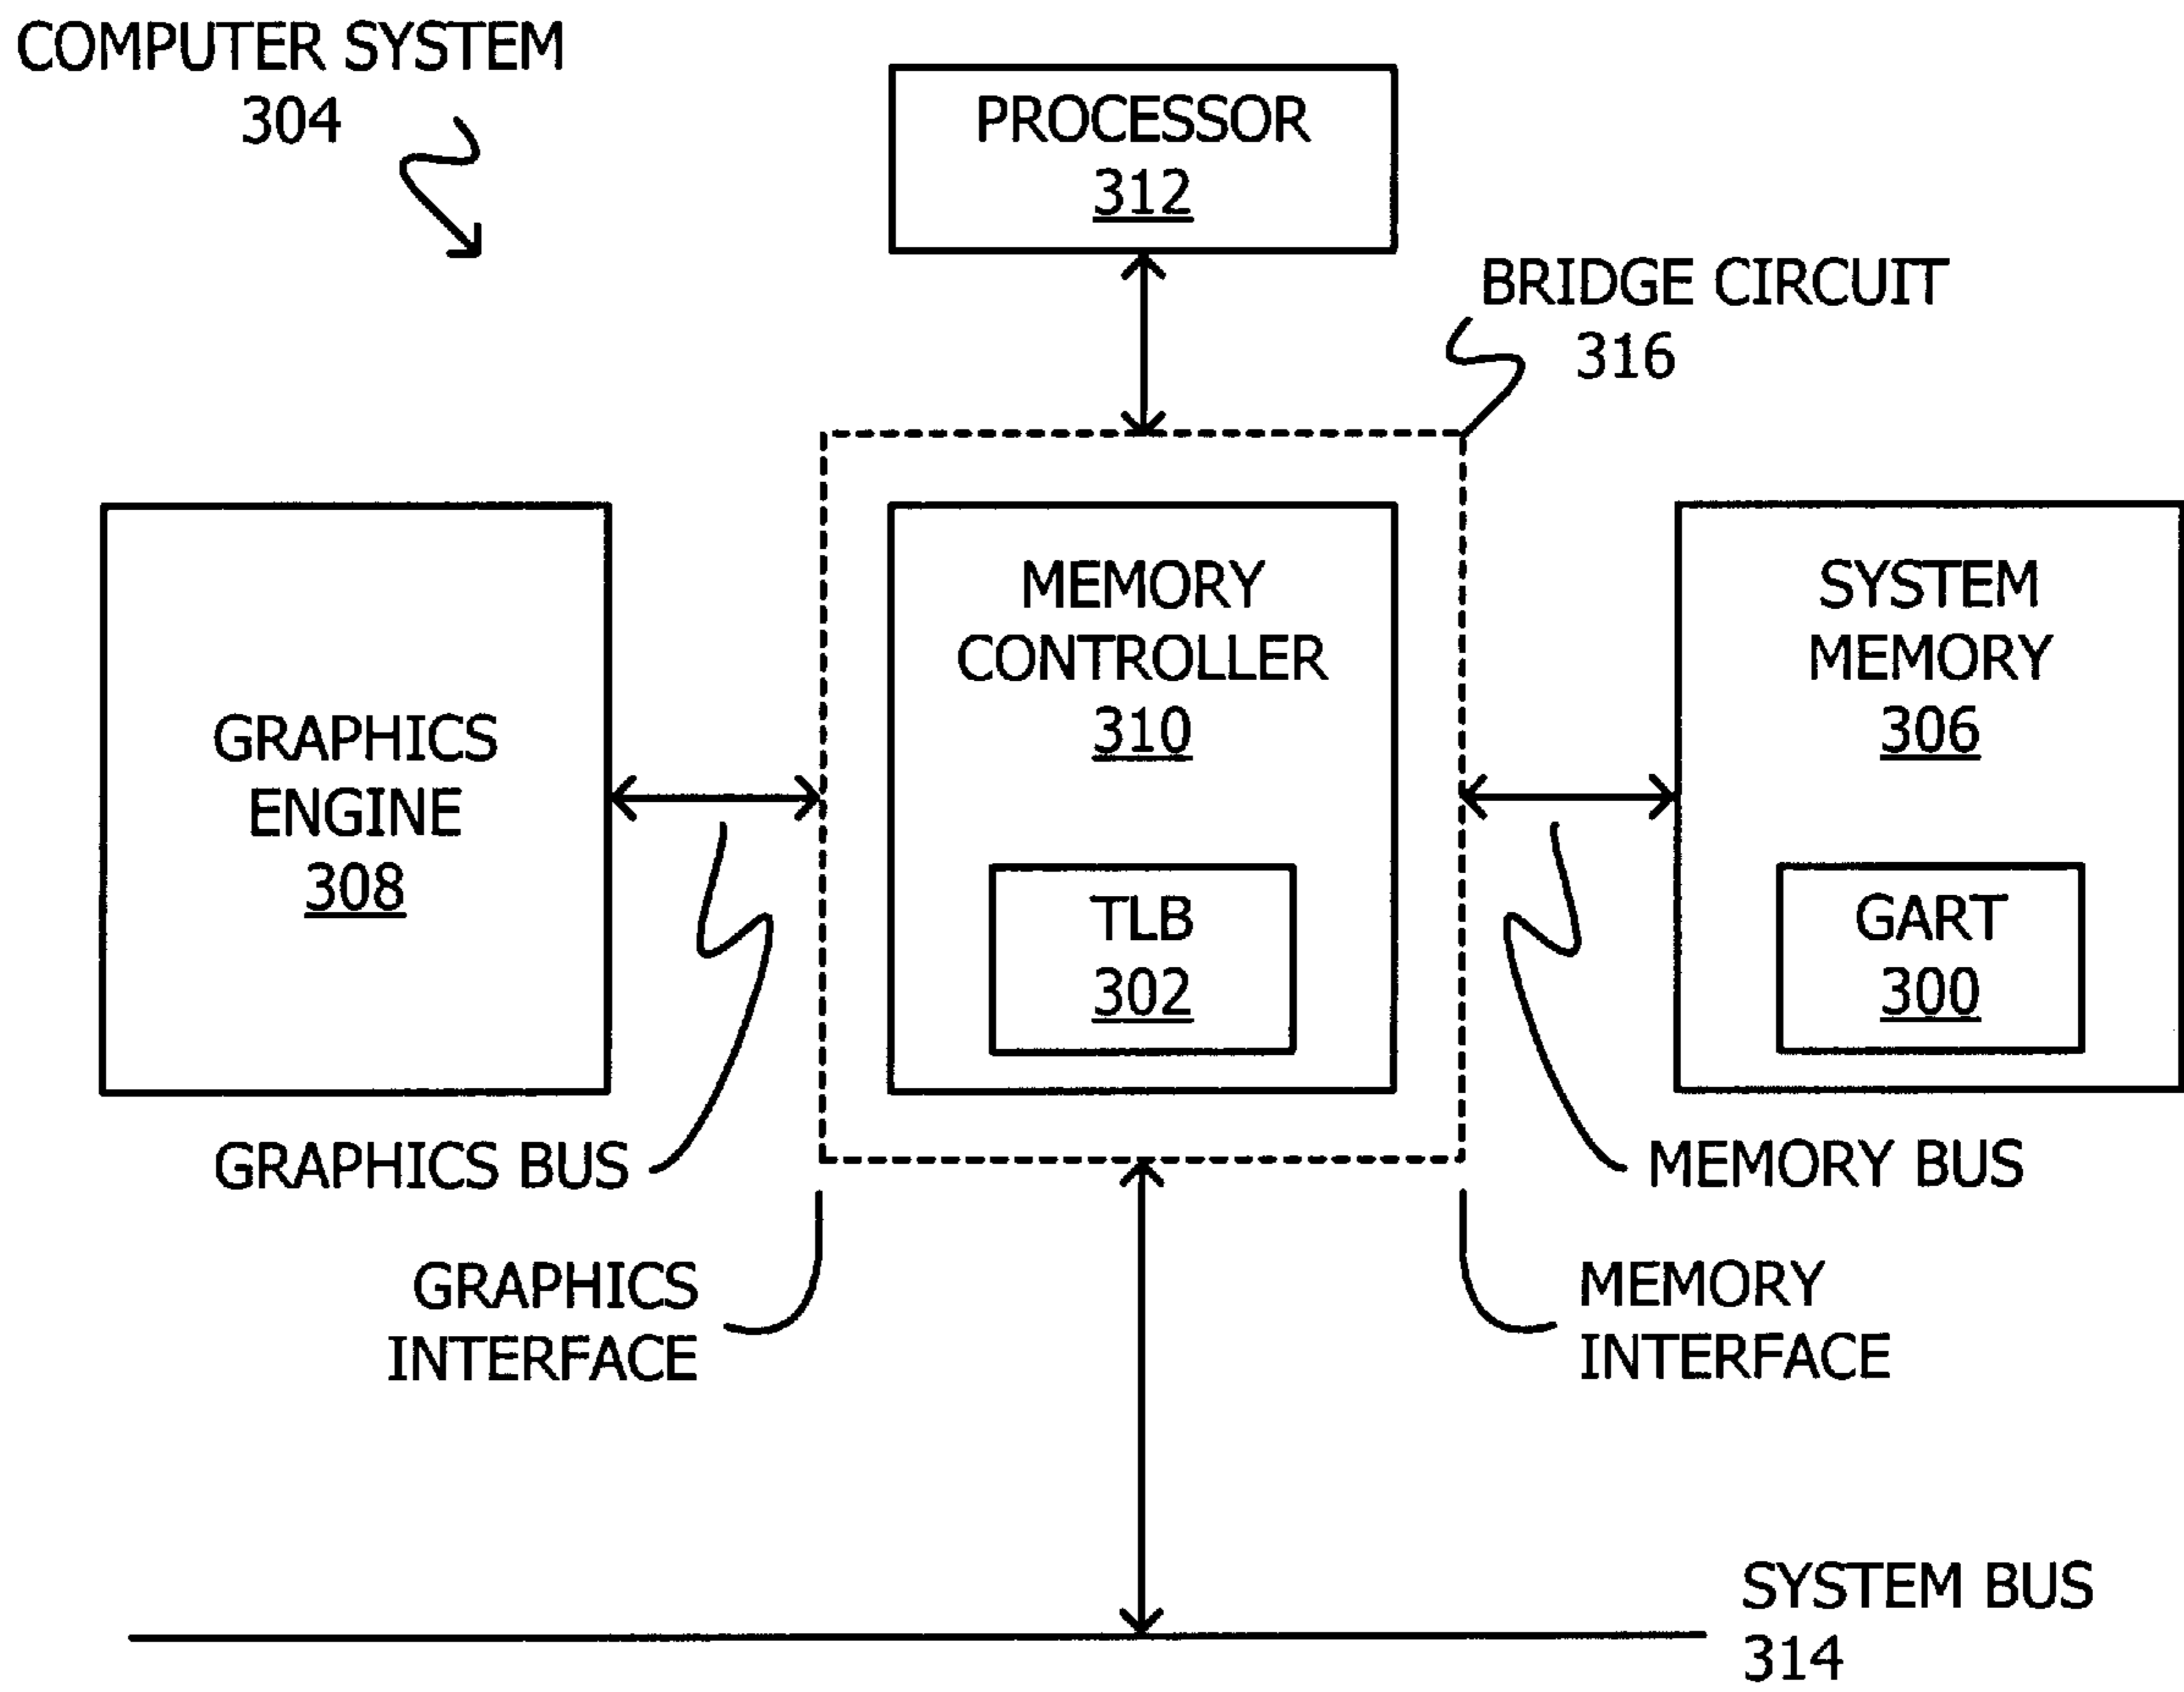 COMPUTER SYSTEM
304
PROCESSOR
312
BRIDGE CIRCUIT
316
GRAPHICS
ENGINE
308
MEMORY
CONTROLLER
310
TLB
302
SYSTEM
MEMORY
306
GART
300
GRAPHICS BUS
MEMORY BUS
GRAPHICS
INTERFACE
MEMORY
INTERFACE
SYSTEM BUS
314